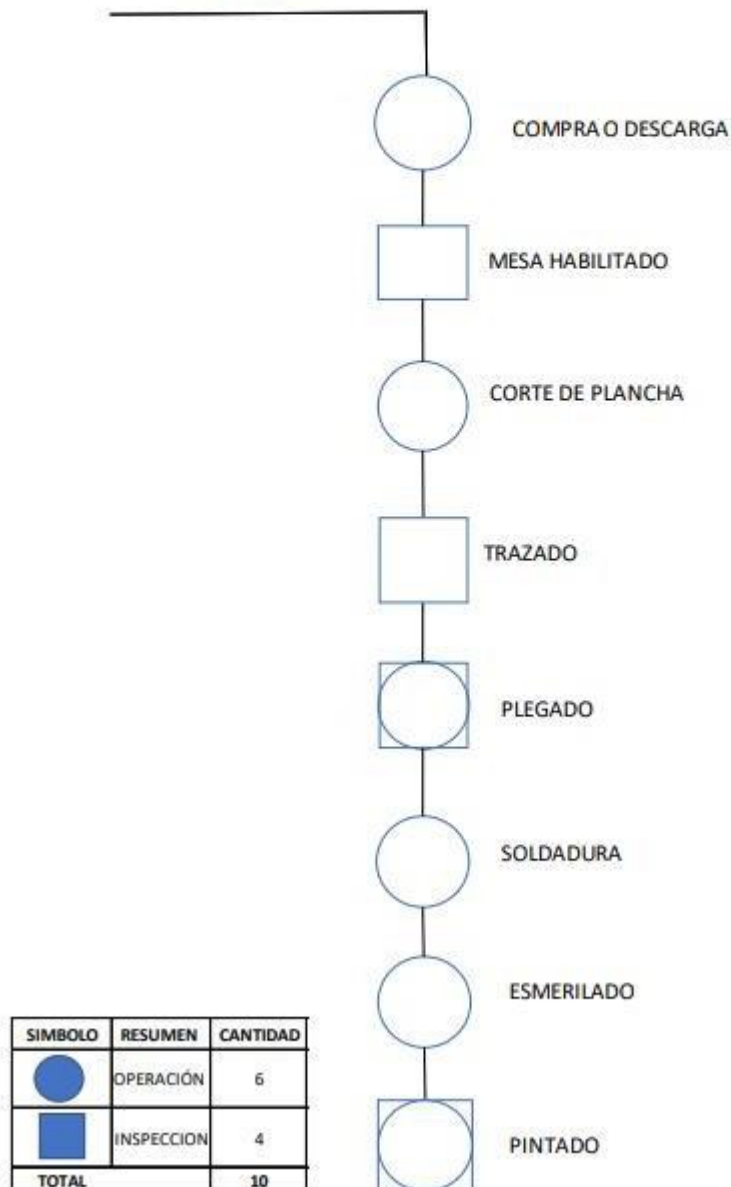 COMPRA O DESCARGA
MESA HABILITADO
CORTE DE PLANCHA
TRAZADO
PLEGADO
SOLDADURA
ESMERILADO
PINTADO
SIMBOLO RESUMEN CANTIDAD
OPERACIÓN 6
INSPECCION 4
TOTAL 10